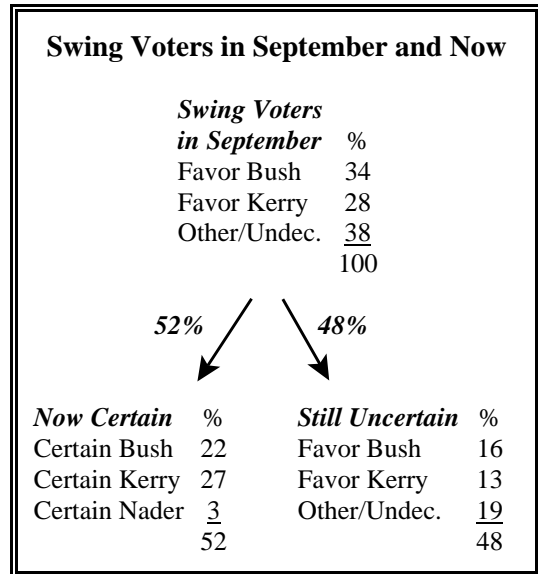 Swing Voters in September and Now
Swing Voters
in September %
Favor Bush 34
Favor Kerry 28
Other/Undec. 38
100
52% 48%
Now Certain % Still Uncertain %
Certain Bush 22 Favor Bush 16
Certain Kerry 27 Favor Kerry 13
Certain Nader 3 Other/Undec. 19
52 48